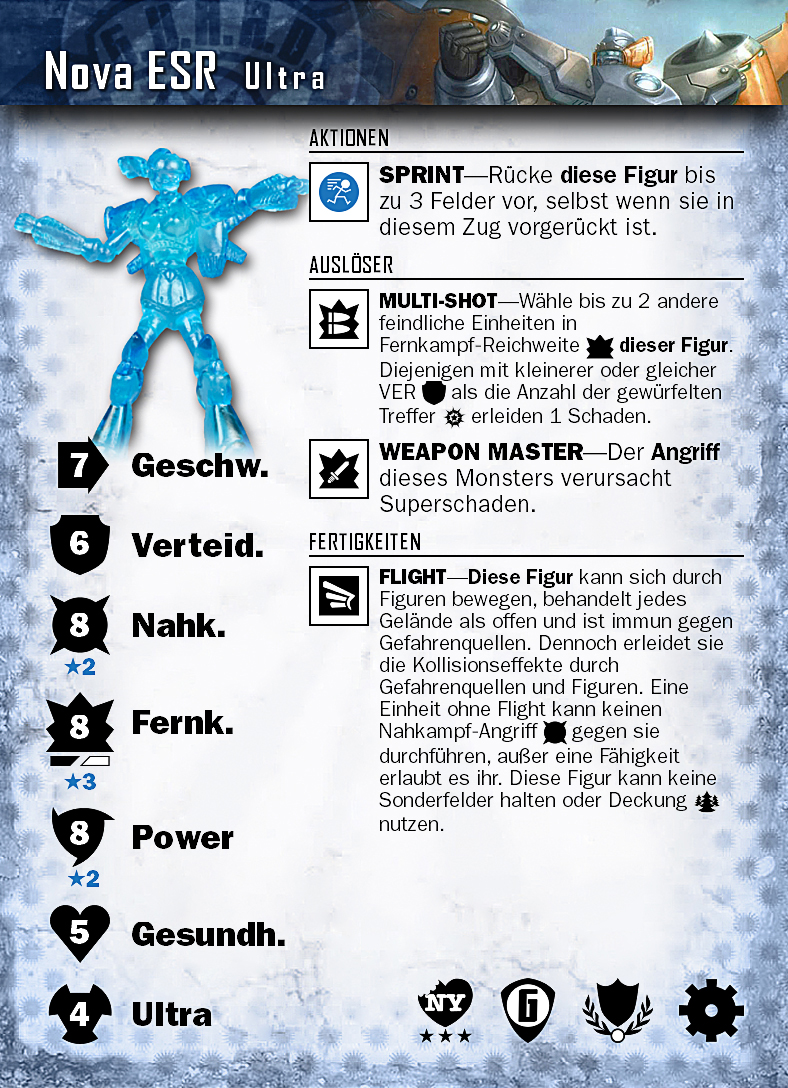 Nova ESR Ultra
AKTIONEN
SPRINT—Rücke diese Figur bis
zu 3 Felder vor, selbst wenn sie in
diesem Zug vorgerückt ist.
AUSLÖSER
MULTI-SHOT—Wähle bis zu 2 andere
feindliche Einheiten in
Fernkampf-Reichweite dieser Figur.
Diejenigen mit kleinerer oder gleicher
VER als die Anzahl der gewürfelten
Treffer erleiden 1 Schaden.
WEAPON MASTER—Der Angriff
dieses Monsters verursacht
Superschaden.
FERTIGKEITEN
FLIGHT—Diese Figur kann sich durch
Figuren bewegen, behandelt jedes
Gelände als offen und ist immun gegen
Gefahrenquellen. Dennoch erleidet sie
die Kollisionseffekte durch
Gefahrenquellen und Figuren. Eine
Einheit ohne Flight kann keinen
Nahkampf-Angriff gegen sie
durchführen, außer eine Fähigkeit
erlaubt es ihr. Diese Figur kann keine
Sonderfelder halten oder Deckung
nutzen.
7 Geschw.
6 Verteid.
8 Nahk.
★2
8 Fernk.
★3
8 Power
★2
5 Gesundh.
4 Ultra
NY
★★★
G